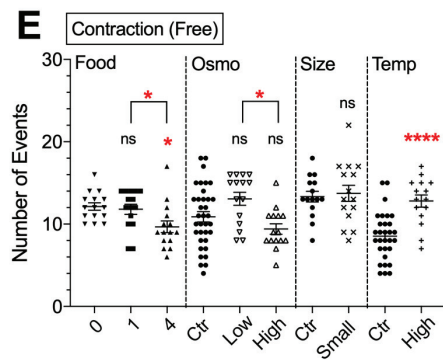 E Contraction (Free)
Food Osmo Size Temp
Number of Events
30
20
10
0
* *
ns * ns ns ns ****
0 1 4 Ctr Low High Ctr Small Ctr High